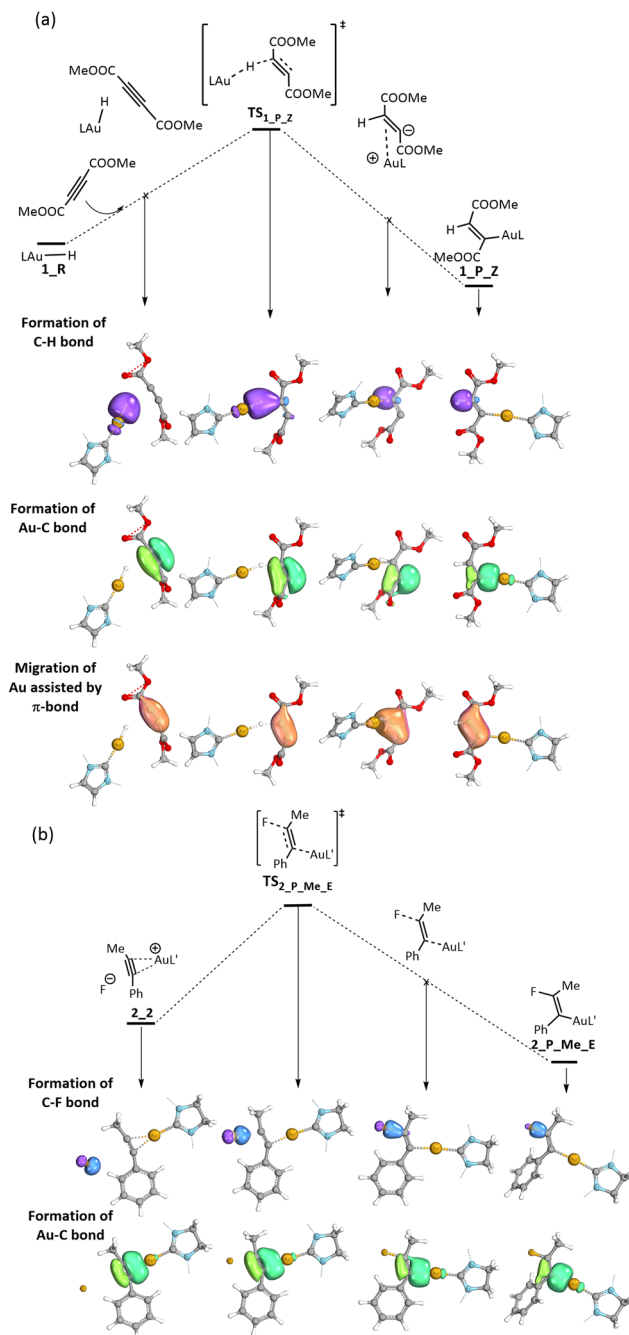 (a)
COOMe
H
LAu
COOMe
‡
TS1_P_Z
MeOOC
H
LAu
COOMe
COOMe
H
⊖
COOMe
⊕
AuL
COOMe
MeOOC
LAu—H
1_R
COOMe
H
AuL
MeOOC
1_P_Z
Formation of
C-H bond
Formation of
Au-C bond
Migration of
Au assisted by
π-bond
(b)
F
Me
AuL'
Ph
‡
TS2_P_Me_E
F
Me
AuL'
Ph
Me
⊕
AuL'
F
⊖
Ph
2_2
F
Me
AuL'
Ph
2_P_Me_E
Formation of
C-F bond
Formation of
Au-C bond